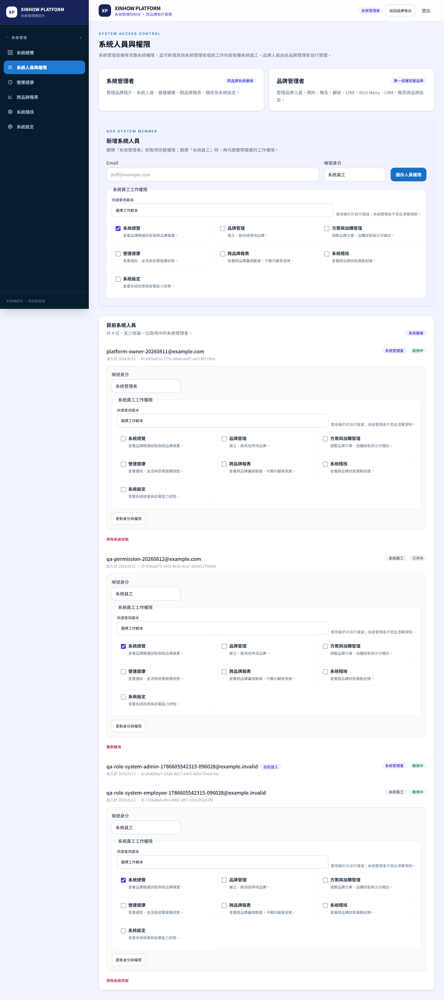 XP
XINHOW PLATFORM
系統管理總控台
系統管理
6
系統總覽
系統人員與權限
營運健康
跨品牌報表
系統稽核
系統設定
系統總控台 • 跨品牌管理
XP
XINHOW PLATFORM
系統管理控制台 • 跨品牌租戶管理
系統管理者
返回品牌後台
登出
SYSTEM ACCESS CONTROL
系統人員與權限
系統管理者擁有完整系統權限，並可新增其他系統管理者或依工作內容授權系統員工。品牌人員由各品牌管理者自行管理。
系統管理者
跨品牌系統層級
管理品牌租戶、系統人員、營運健康、跨品牌報表、稽核及系統設定。
品牌管理者
單一或獲授權品牌
管理品牌人員、預約、報名、顧客、LINE、Rich Menu、CRM、報表與品牌設
定。
ADD SYSTEM MEMBER
新增系統人員
選擇「系統管理者」即取得完整權限；選擇「系統員工」時，再勾選實際需要的工作權限。
Email
帳號身分
staff@example.com
系統員工
儲存人員權限
系統員工工作權限
快速套用範本
選擇工作範本
套用後仍可自行增減；系統管理者不受此清單限制。
系統總覽
查看品牌開通狀態與跨品牌摘要。
品牌管理
建立、啟用或停用品牌。
方案與加購管理
調整品牌方案、加購狀態與交付備註。
營運健康
查看通知、金流與部署健康狀態。
跨品牌報表
查看跨品牌彙總數據，不顯示顧客個資。
系統稽核
查看跨品牌狀態異動紀錄。
系統設定
查看系統政策與部署能力狀態。
目前系統人員
共 4 位，至少保留一位啟用中的系統管理者。
系統層級
platform-owner-20260811@example.com
系統管理者
啟用中
加入於 2026/8/11 • ID a60ba01d-2751-4da8-aed7-aa71f071f6ce
帳號身分
系統管理者
系統員工工作權限
快速套用範本
選擇工作範本
套用後仍可自行增減；系統管理者不受此清單限制。
系統總覽
查看品牌開通狀態與跨品牌摘要。
品牌管理
建立、啟用或停用品牌。
方案與加購管理
調整品牌方案、加購狀態與交付備註。
營運健康
查看通知、金流與部署健康狀態。
跨品牌報表
查看跨品牌彙總數據，不顯示顧客個資。
系統稽核
查看跨品牌狀態異動紀錄。
系統設定
查看系統政策與部署能力狀態。
更新身分與權限
停用系統存取
qa-permission-20260812@example.com
系統員工
已停用
加入於 2026/8/12 • ID 658ba079-bf03-4b24-8cd7-dd49117568dc
帳號身分
系統員工
系統員工工作權限
快速套用範本
選擇工作範本
套用後仍可自行增減；系統管理者不受此清單限制。
系統總覽
查看品牌開通狀態與跨品牌摘要。
品牌管理
建立、啟用或停用品牌。
方案與加購管理
調整品牌方案、加購狀態與交付備註。
營運健康
查看通知、金流與部署健康狀態。
跨品牌報表
查看跨品牌彙總數據，不顯示顧客個資。
系統稽核
查看跨品牌狀態異動紀錄。
系統設定
查看系統政策與部署能力狀態。
更新身分與權限
重新啟用
qa-role-system-admin-1786605542315-096028@example.invalid
目前登入
系統管理者
啟用中
加入於 2026/8/13 • ID d5d08ba7-d3a0-4d17-adc6-a65a73b6d7da
qa-role-system-employee-1786605542315-096028@example.invalid
系統員工
啟用中
加入於 2026/8/13 • ID 7108aba6-0fcc-4902-af57-b1014f3a52f9
帳號身分
系統員工
系統員工工作權限
快速套用範本
選擇工作範本
套用後仍可自行增減；系統管理者不受此清單限制。
系統總覽
查看品牌開通狀態與跨品牌摘要。
品牌管理
建立、啟用或停用品牌。
方案與加購管理
調整品牌方案、加購狀態與交付備註。
營運健康
查看通知、金流與部署健康狀態。
跨品牌報表
查看跨品牌彙總數據，不顯示顧客個資。
系統稽核
查看跨品牌狀態異動紀錄。
系統設定
查看系統政策與部署能力狀態。
更新身分與權限
停用系統存取